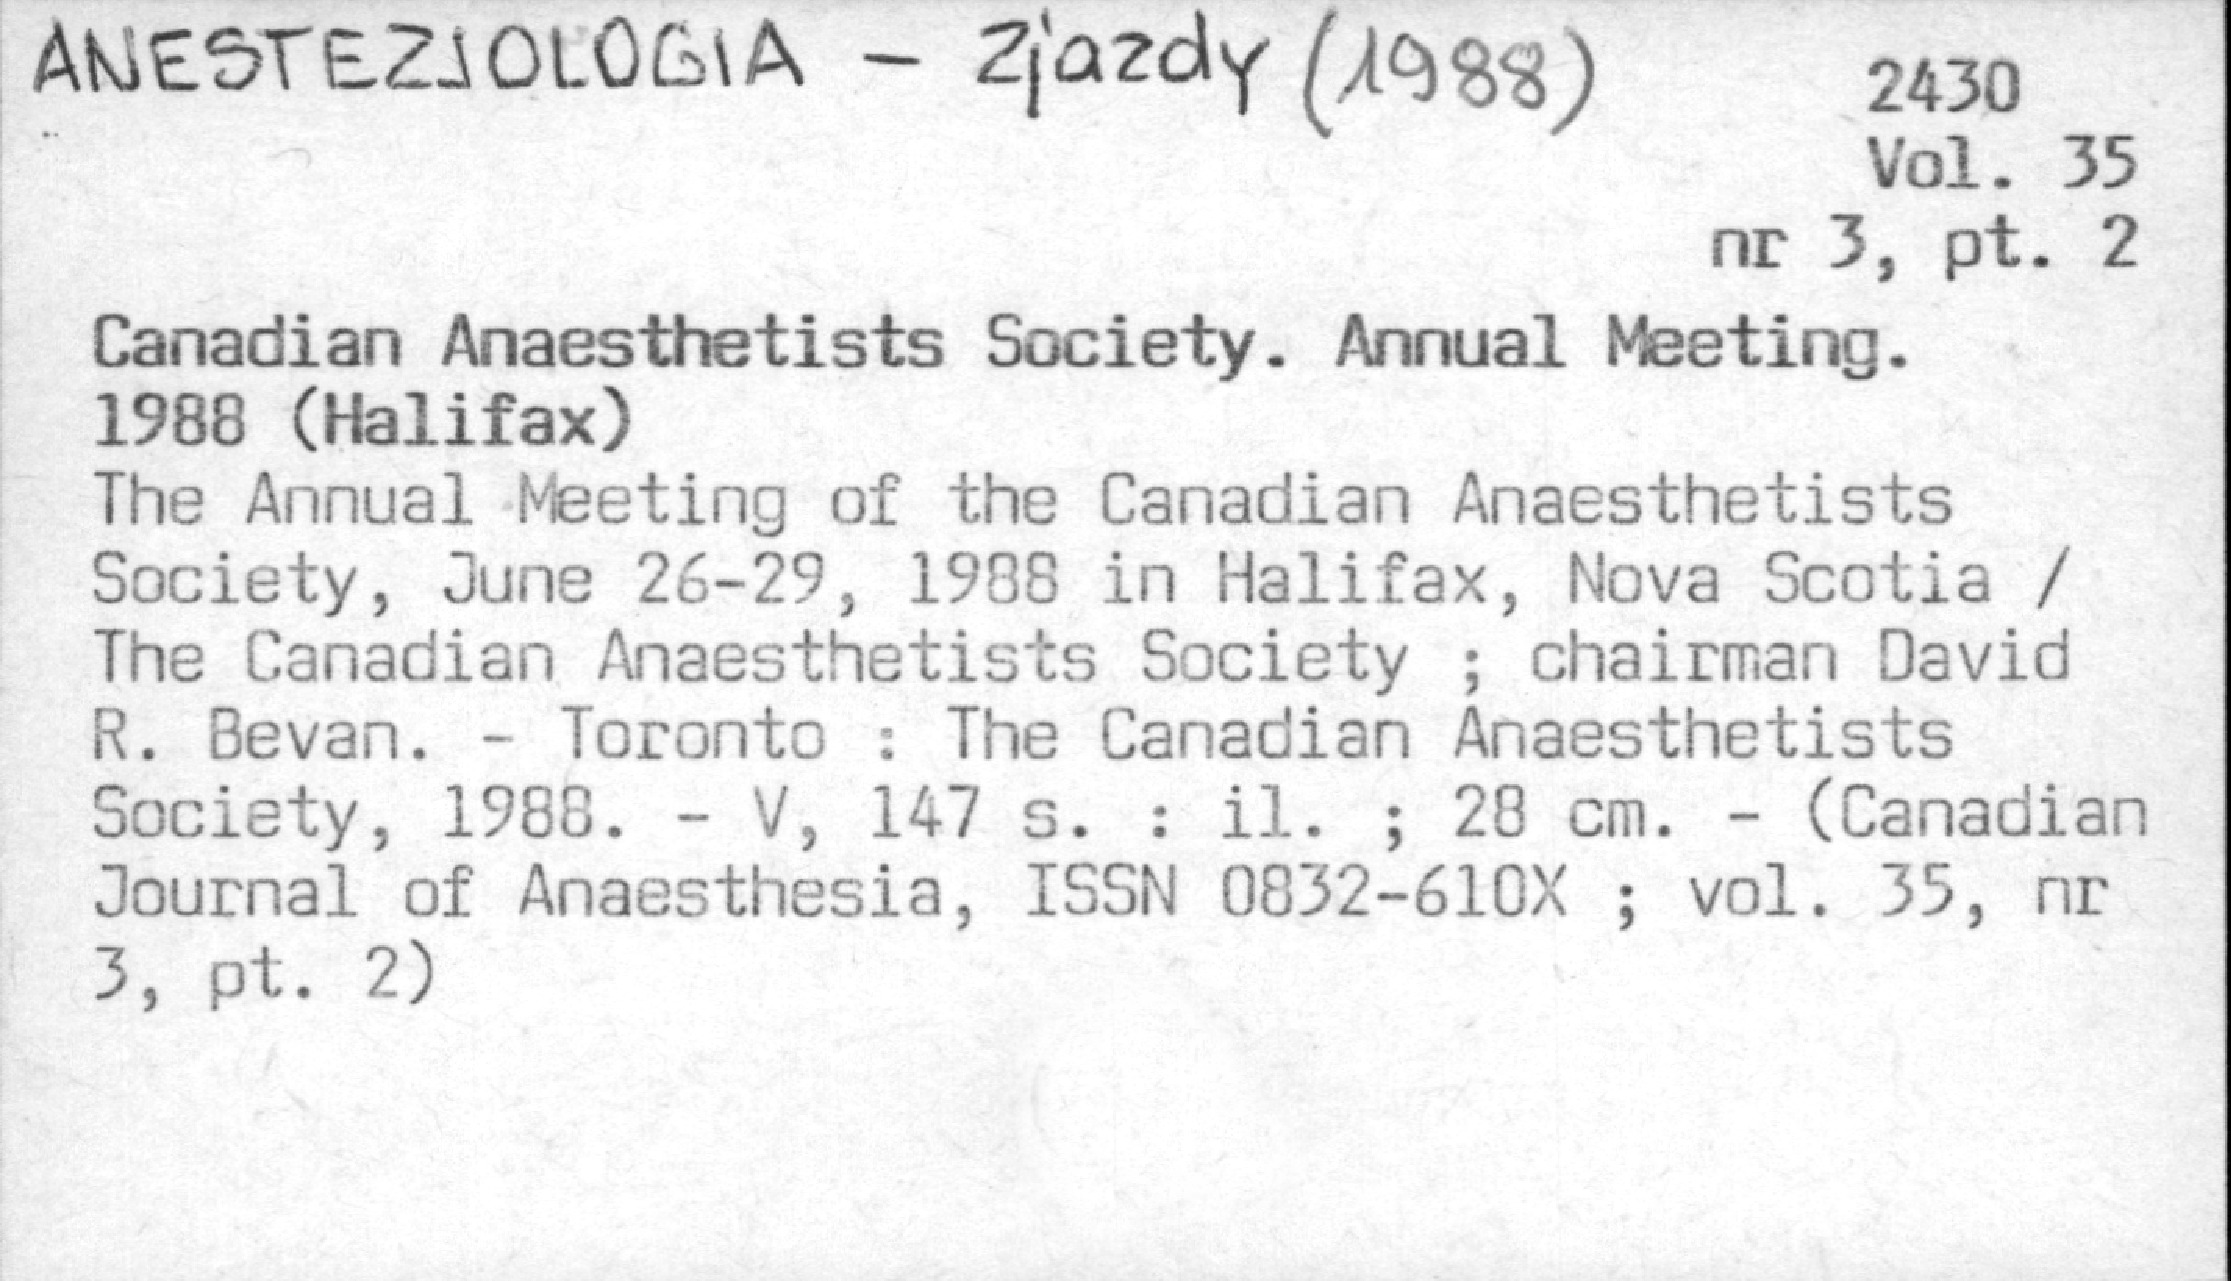 ANESTEZJOLOGIA - Zjazdy (1988)
2430
Vol. 35
nr 3, pt. 2
Canadian Anaesthetists Society. Annual Meeting.
1988 (Halifax)
The Annual Meeting of the Canadian Anaesthetists
Society, June 26-29, 1988 in Halifax, Nova Scotia /
The Canadian Anaesthetists Society ; chairman David
R. Bevan. - Toronto : The Canadian Anaesthetists
Society, 1988. - V, 147 s. : il. ; 28 cm. - (Canadian
Journal of Anaesthesia, ISSN 0832-610X ; vol. 35, nr
3, pt. 2)